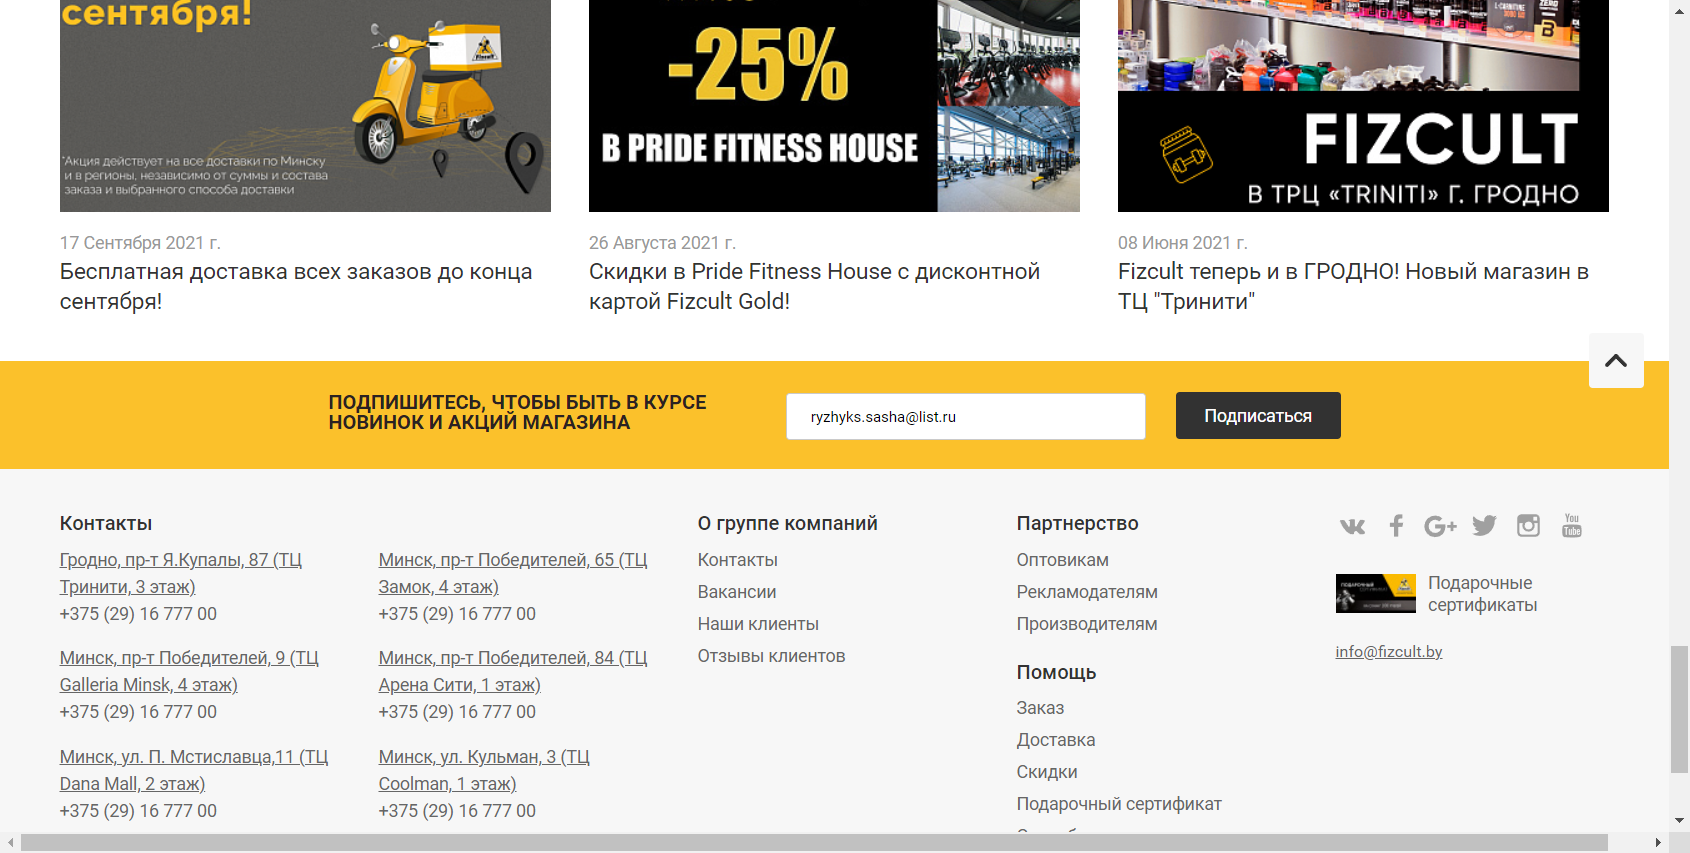 сентября!
Fizcult
*Акция действует на все доставки по Минску
и в регионы, независимо от суммы и состава
заказа и выбранного способа доставки
-25%
В PRIDE FITNESS HOUSE
L-CARNITINE
ZERO
FIZCULT
В ТРЦ «TRINITI» Г. ГРОДНО
17 Сентября 2021 г.
Бесплатная доставка всех заказов до конца
сентября!
26 Августа 2021 г.
Скидки в Pride Fitness House с дисконтной
картой Fizcult Gold!
08 Июня 2021 г.
Fizcult теперь и в ГРОДНО! Новый магазин в
ТЦ "Тринити"
ПОДПИШИТЕСЬ, ЧТОБЫ БЫТЬ В КУРСЕ
НОВИНОК И АКЦИЙ МАГАЗИНА
ryzhyks.sasha@list.ru
Подписаться
Контакты
Гродно, пр-т Я.Купалы, 87 (ТЦ
Тринити, 3 этаж)
+375 (29) 16 777 00
Минск, пр-т Победителей, 9 (ТЦ
Galleria Minsk, 4 этаж)
+375 (29) 16 777 00
Минск, ул. П. Мстиславца,11 (ТЦ
Dana Mall, 2 этаж)
+375 (29) 16 777 00
Минск, пр-т Победителей, 65 (ТЦ
Замок, 4 этаж)
+375 (29) 16 777 00
Минск, пр-т Победителей, 84 (ТЦ
Арена Сити, 1 этаж)
+375 (29) 16 777 00
Минск, ул. Кульман, 3 (ТЦ
Coolman, 1 этаж)
+375 (29) 16 777 00
О группе компаний
Контакты
Вакансии
Наши клиенты
Отзывы клиентов
Партнерство
Оптовикам
Рекламодателям
Производителям
Помощь
Заказ
Доставка
Скидки
Подарочный сертификат
You
Tube
ПОДАРОЧНЫЙ
СЕРТИФИКАТ
Подарочные
сертификаты
info@fizcult.by